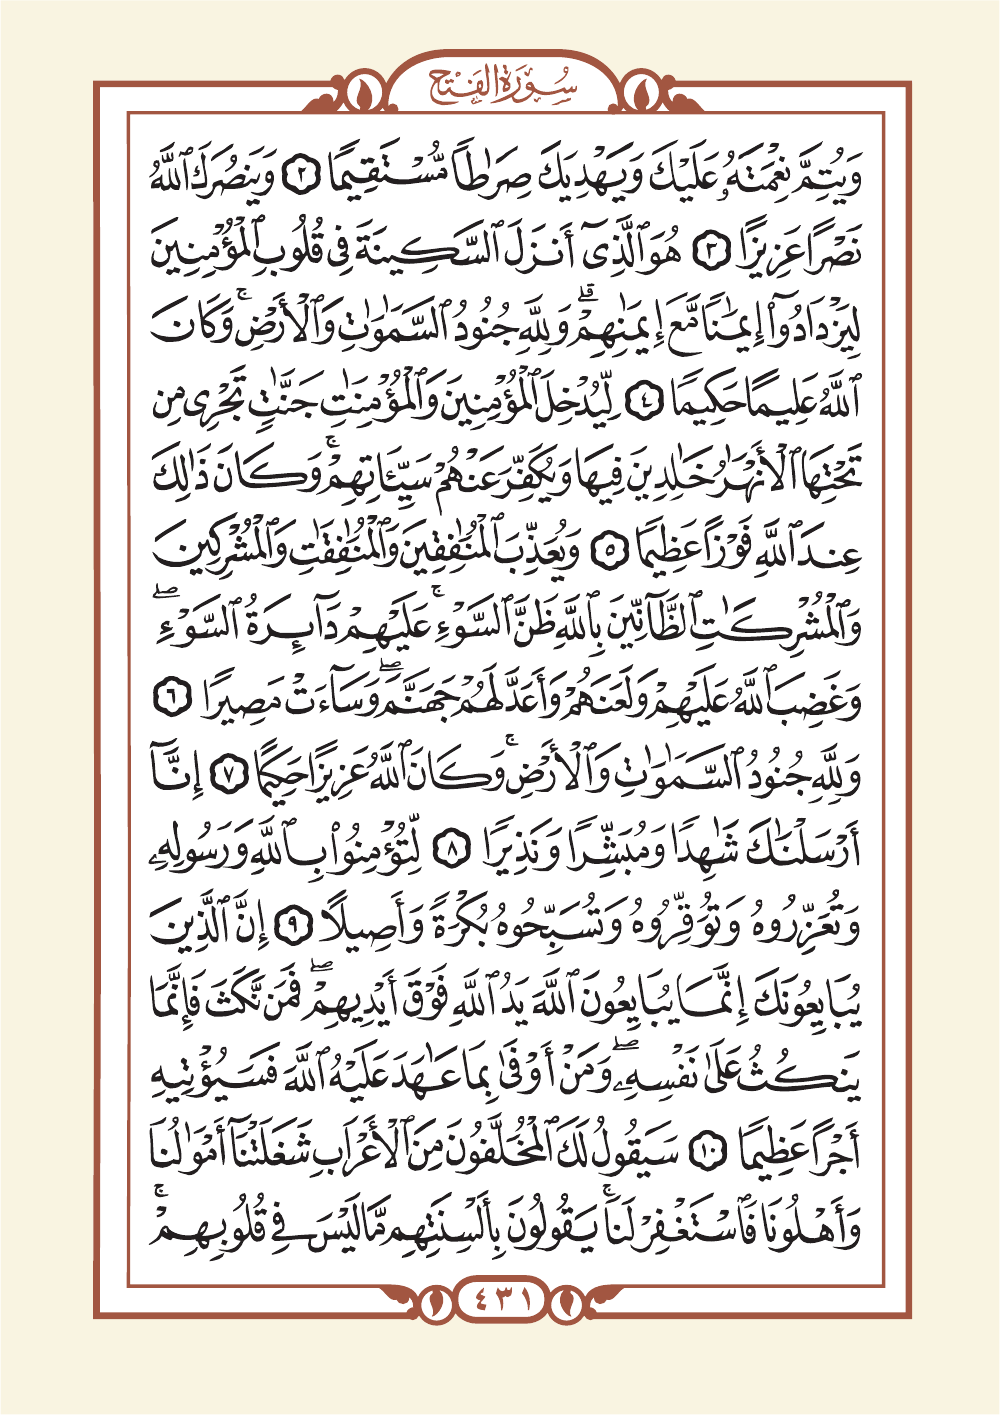 سُورَةُ الفَتْحِ
وَيُتِمَّ نِعْمَتَهُۥ عَلَيْكَ وَيَهْدِيَكَ صِرَٰطًا مُّسْتَقِيمًا ٢ وَيَنصُرَكَ ٱللَّهُ
نَصْرًا عَزِيزًا ٣ هُوَ ٱلَّذِىٓ أَنزَلَ ٱلسَّكِينَةَ فِى قُلُوبِ ٱلْمُؤْمِنِينَ
لِيَزْدَادُوٓا۟ إِيمَٰنًا مَّعَ إِيمَٰنِهِمْ ۗ وَلِلَّهِ جُنُودُ ٱلسَّمَٰوَٰتِ وَٱلْأَرْضِ ۚ وَكَانَ
ٱللَّهُ عَلِيمًا حَكِيمًا ٤ لِّيُدْخِلَ ٱلْمُؤْمِنِينَ وَٱلْمُؤْمِنَٰتِ جَنَّٰتٍ تَجْرِى مِن
تَحْتِهَا ٱلْأَنْهَٰرُ خَٰلِدِينَ فِيهَا وَيُكَفِّرَ عَنْهُمْ سَيِّـَٔاتِهِمْ ۚ وَكَانَ ذَٰلِكَ
عِندَ ٱللَّهِ فَوْزًا عَظِيمًا ٥ وَيُعَذِّبَ ٱلْمُنَٰفِقِينَ وَٱلْمُنَٰفِقَٰتِ وَٱلْمُشْرِكِينَ
وَٱلْمُشْرِكَٰتِ ٱلظَّآنِّينَ بِٱللَّهِ ظَنَّ ٱلسَّوْءِ ۚ عَلَيْهِمْ دَآئِرَةُ ٱلسَّوْءِ ۖ
وَغَضِبَ ٱللَّهُ عَلَيْهِمْ وَلَعَنَهُمْ وَأَعَدَّ لَهُمْ جَهَنَّمَ ۖ وَسَآءَتْ مَصِيرًا ٦
وَلِلَّهِ جُنُودُ ٱلسَّمَٰوَٰتِ وَٱلْأَرْضِ ۚ وَكَانَ ٱللَّهُ عَزِيزًا حَكِيمًا ٧ إِنَّآ
أَرْسَلْنَٰكَ شَٰهِدًا وَمُبَشِّرًا وَنَذِيرًا ٨ لِّتُؤْمِنُوا۟ بِٱللَّهِ وَرَسُولِهِۦ
وَتُعَزِّرُوهُ وَتُوَقِّرُوهُ وَتُسَبِّحُوهُ بُكْرَةً وَأَصِيلًا ٩ إِنَّ ٱلَّذِينَ
يُبَايِعُونَكَ إِنَّمَا يُبَايِعُونَ ٱللَّهَ يَدُ ٱللَّهِ فَوْقَ أَيْدِيهِمْ ۖ فَمَن نَّكَثَ فَإِنَّمَا
يَنكُثُ عَلَىٰ نَفْسِهِۦ ۖ وَمَنْ أَوْفَىٰ بِمَا عَٰهَدَ عَلَيْهُ ٱللَّهَ فَسَيُؤْتِيهِ
أَجْرًا عَظِيمًا ١٠ سَيَقُولُ لَكَ ٱلْمُخَلَّفُونَ مِنَ ٱلْأَعْرَابِ شَغَلَتْنَآ أَمْوَٰلُنَا
وَأَهْلُونَا فَٱسْتَغْفِرْ لَنَا ۚ يَقُولُونَ بِأَلْسِنَتِهِم مَّا لَيْسَ فِى قُلُوبِهِمْ ۚ
٤٣١